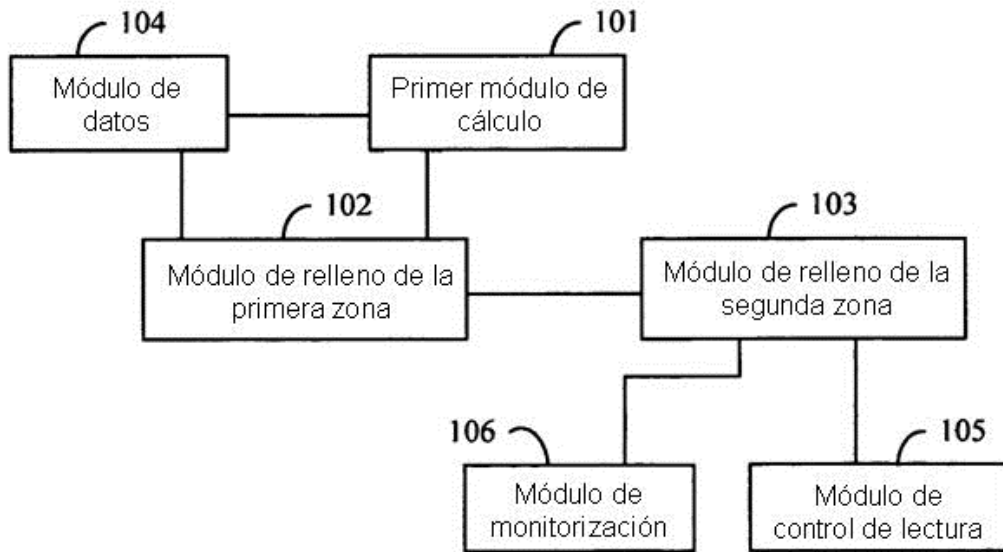 104
101
Módulo de
datos
Primer módulo de
cálculo
102
103
Módulo de relleno de la
primera zona
Módulo de relleno de la
segunda zona
106
105
Módulo de
monitorización
Módulo de
control de lectura